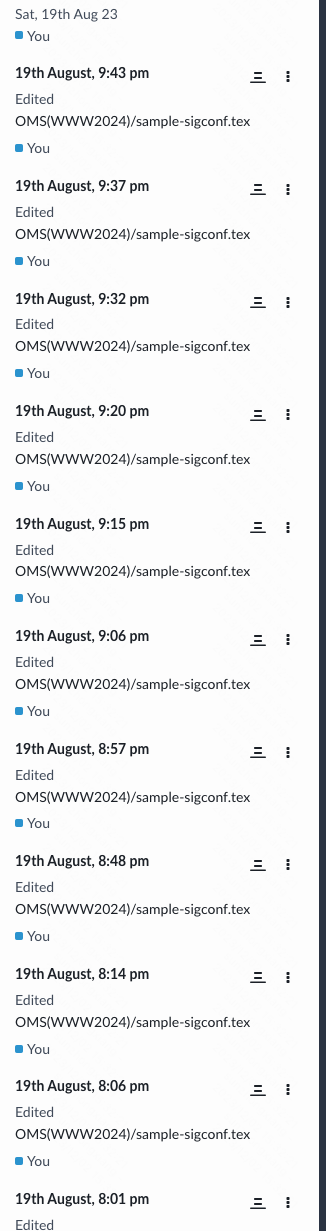 Sat, 19th Aug 23
You
19th August, 9:43 pm
Edited
OMS(WWW2024)/sample-sigconf.tex
You
19th August, 9:37 pm
Edited
OMS(WWW2024)/sample-sigconf.tex
You
19th August, 9:32 pm
Edited
OMS(WWW2024)/sample-sigconf.tex
You
19th August, 9:20 pm
Edited
OMS(WWW2024)/sample-sigconf.tex
You
19th August, 9:15 pm
Edited
OMS(WWW2024)/sample-sigconf.tex
You
19th August, 9:06 pm
Edited
OMS(WWW2024)/sample-sigconf.tex
You
19th August, 8:57 pm
Edited
OMS(WWW2024)/sample-sigconf.tex
You
19th August, 8:48 pm
Edited
OMS(WWW2024)/sample-sigconf.tex
You
19th August, 8:14 pm
Edited
OMS(WWW2024)/sample-sigconf.tex
You
19th August, 8:06 pm
Edited
OMS(WWW2024)/sample-sigconf.tex
You
19th August, 8:01 pm
Edited